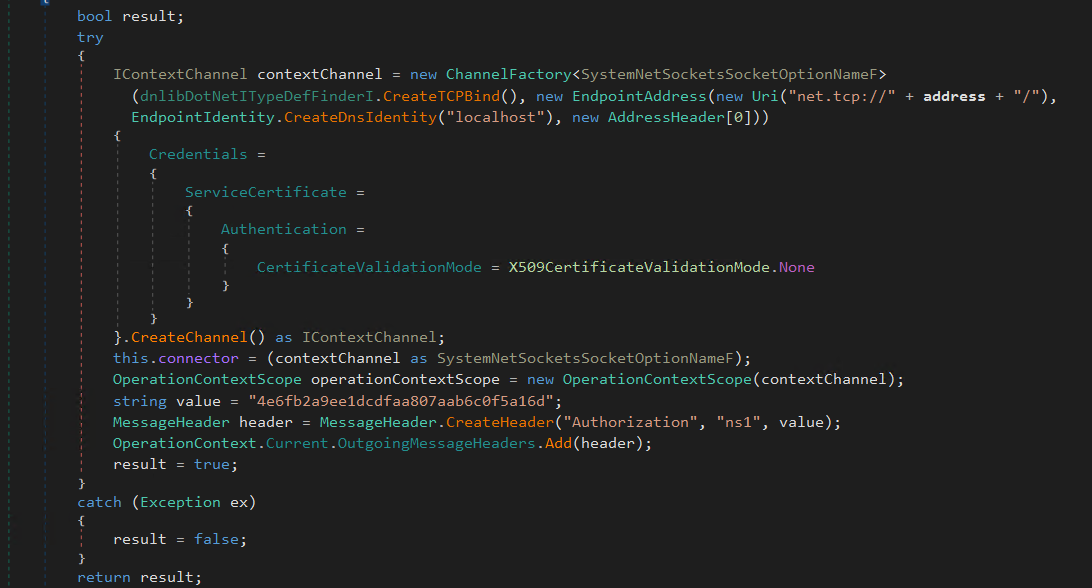 {
bool result;
try
{
IContextChannel contextChannel = new ChannelFactory<SystemNetSocketsSocketOptionNameF>
(dnlibDotNetITypeDefFinderI.CreateTCPBind(), new EndpointAddress(new Uri("net.tcp://" + address + "/"),
EndpointIdentity.CreateDnsIdentity("localhost"), new AddressHeader[0]))
{
Credentials =
{
ServiceCertificate =
{
Authentication =
{
CertificateValidationMode = X509CertificateValidationMode.None
}
}
}
}.CreateChannel() as IContextChannel;
this.connector = (contextChannel as SystemNetSocketsSocketOptionNameF);
OperationContextScope operationContextScope = new OperationContextScope(contextChannel);
string value = "4e6fb2a9ee1dcdfaa807aab6c0f5a16d";
MessageHeader header = MessageHeader.CreateHeader("Authorization", "ns1", value);
OperationContext.Current.OutgoingMessageHeaders.Add(header);
result = true;
}
catch (Exception ex)
{
result = false;
}
return result;